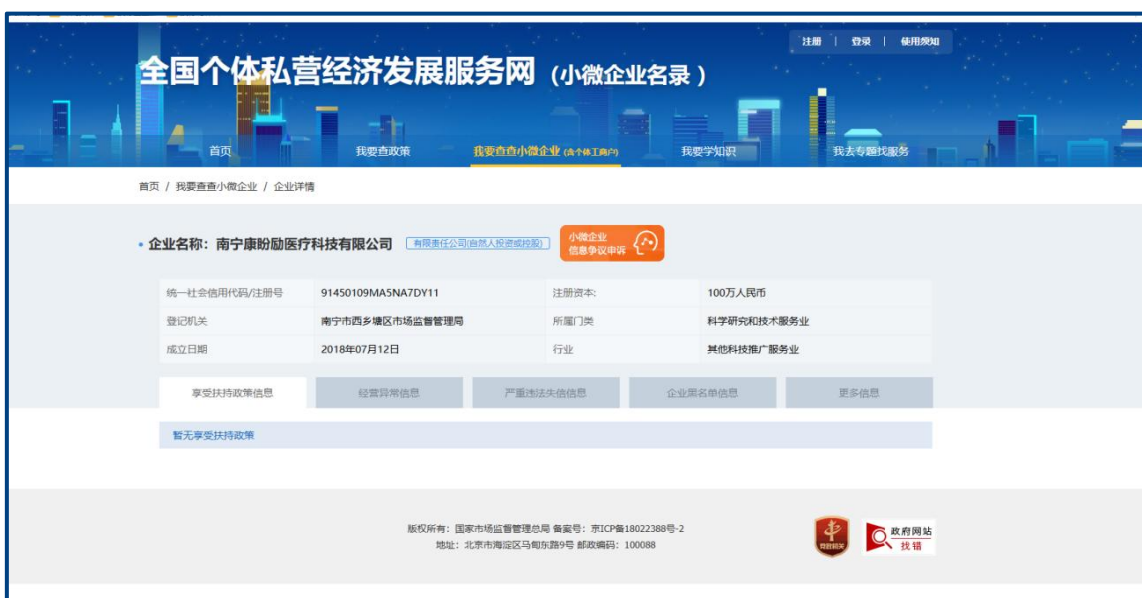 注册 | 登录 | 使用须知
全国个体私营经济发展服务网（小微企业名录）
首页 我要查政策 我要查查小微企业(含个体工商户) 我要学知识 我去专题找服务
首页 / 我要查查小微企业 / 企业详情
企业名称：南宁康盼励医疗科技有限公司 有限责任公司(自然人投资或控股) 小微企业
信息争议申诉
统一社会信用代码/注册号 91450109MA5NA7DY11 注册资本: 100万人民币
登记机关 南宁市西乡塘区市场监督管理局 所属门类 科学研究和技术服务业
成立日期 2018年07月12日 行业 其他科技推广服务业
享受扶持政策信息 经营异常信息 严重违法失信信息 企业黑名单信息 更多信息
暂无享受扶持政策
版权所有：国家市场监督管理总局 备案号：京ICP备18022388号-2
地址：北京市海淀区马甸东路9号 邮政编码：100088
党政机关
政府网站
找错